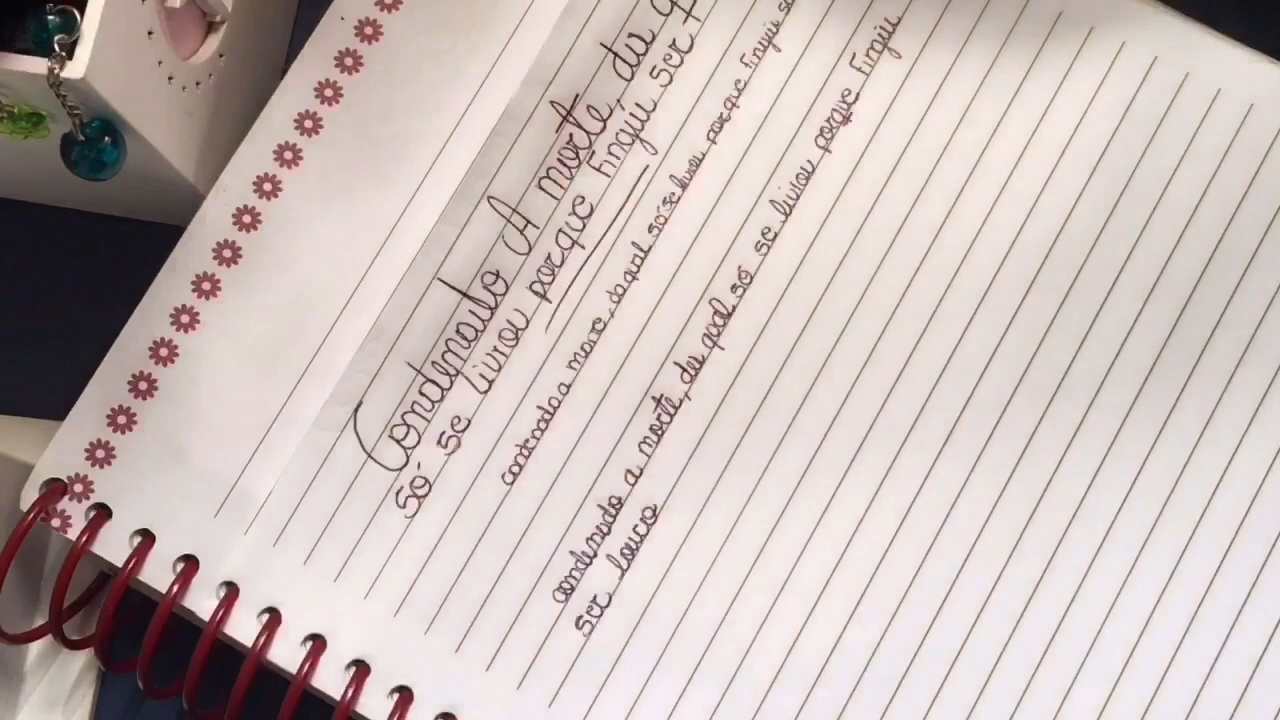 Condenado A morte da
só se livrou porque Fingiu ser
condenado a morte, da qual só se livrou porque fingiu
condenado a morte, da qual só se livrou porque Fingiu
ser louco